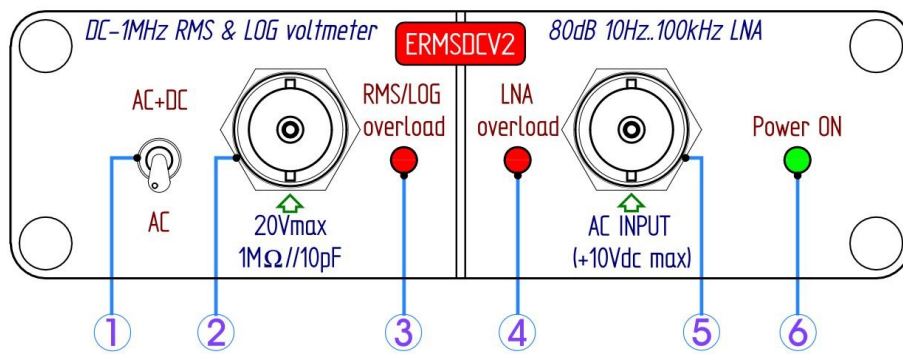 DC-1MHz RMS & LOG voltmeter
ERMSDCV2
80dB 10Hz..100kHz LNA
AC+DC
AC
20Vmax
1MΩ//10pF
RMS/LOG
overload
LNA
overload
AC INPUT
(+10Vdc max)
Power ON
1
2
3
4
5
6